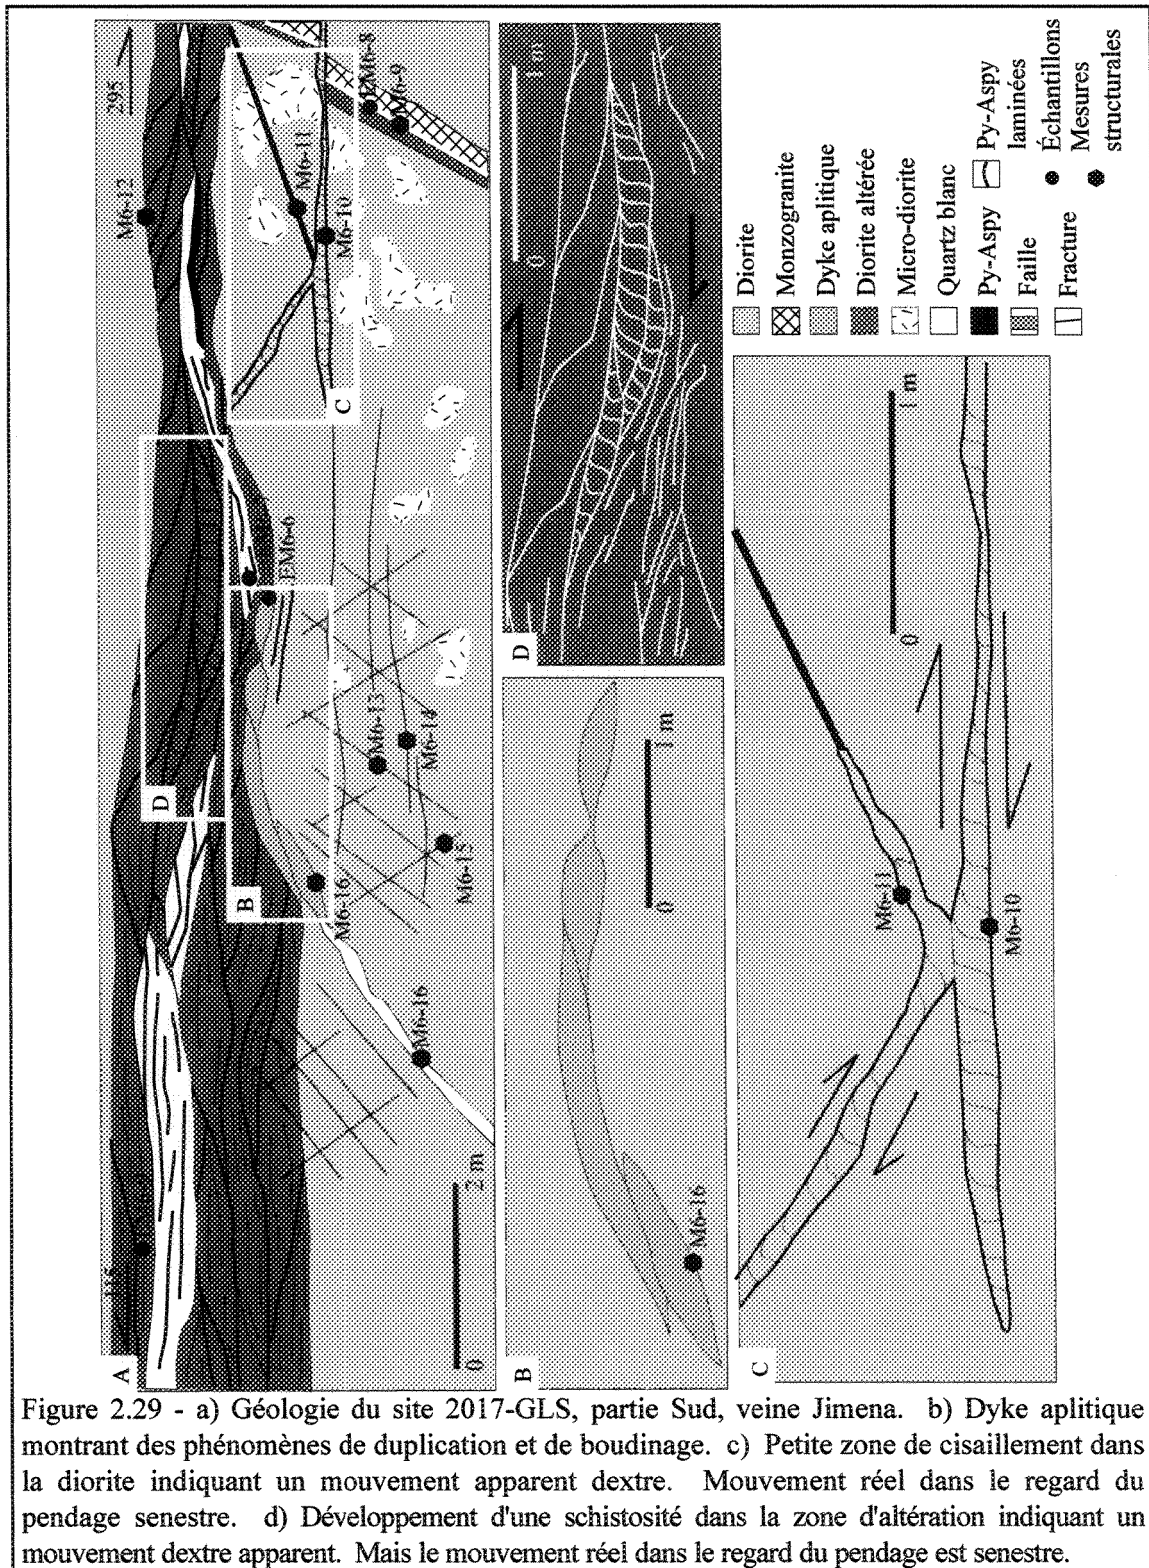 A
115
295
M6-12
D
B
C
EM6-6
M6-11
M6-10
EM6-8
M6-9
M6-13
M6-14
M6-15
M6-16
M6-16
0
2 m
B
M6-16
0
1 m
D
0
1 m
C
M6-11
M6-10
0
1 m
Diorite
Monzogranite
Dyke aplitique
Diorite altérée
Micro-diorite
Quartz blanc
Py-Aspy
Faille
Fracture
Py-Aspy
laminées
Échantillons
Mesures
structurales
Figure 2.29 - a) Géologie du site 2017-GLS, partie Sud, veine Jimena. b) Dyke aplitique
montrant des phénomènes de duplication et de boudinage. c) Petite zone de cisaillement dans
la diorite indiquant un mouvement apparent dextre. Mouvement réel dans le regard du
pendage senestre. d) Développement d'une schistosité dans la zone d'altération indiquant un
mouvement dextre apparent. Mais le mouvement réel dans le regard du pendage est senestre.